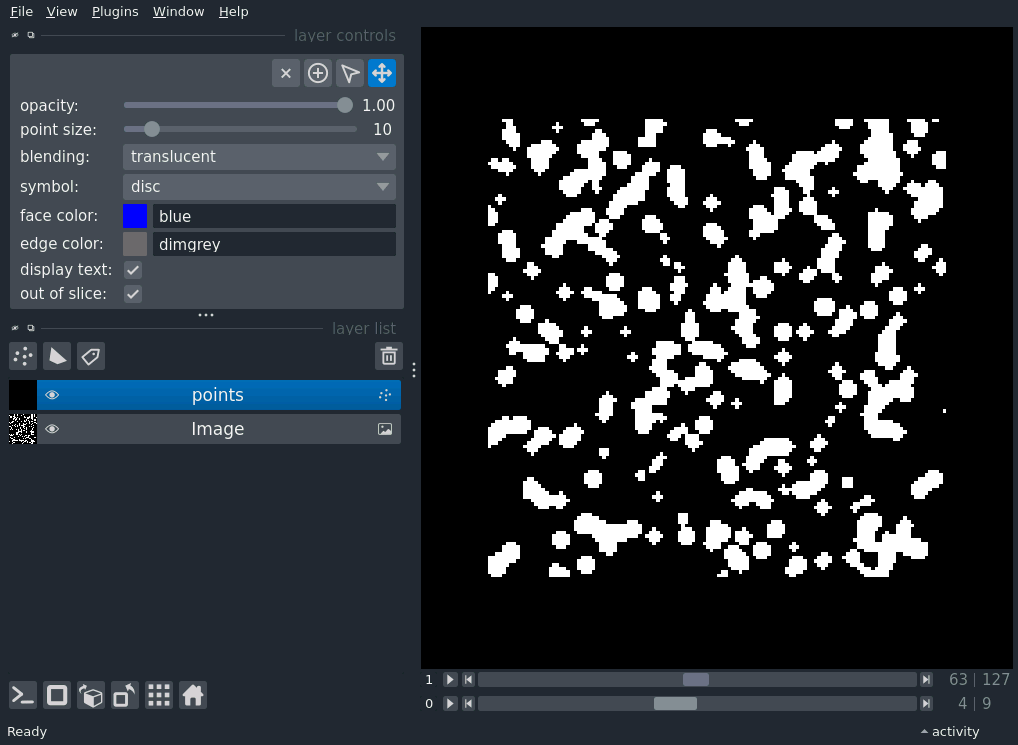 File View Plugins Window Help
layer controls
opacity: 1.00
point size: 10
blending: translucent
symbol: disc
face color: blue
edge color: dimgrey
display text:
out of slice:
layer list
points
Image
1 63 | 127
0 4 | 9
Ready activity